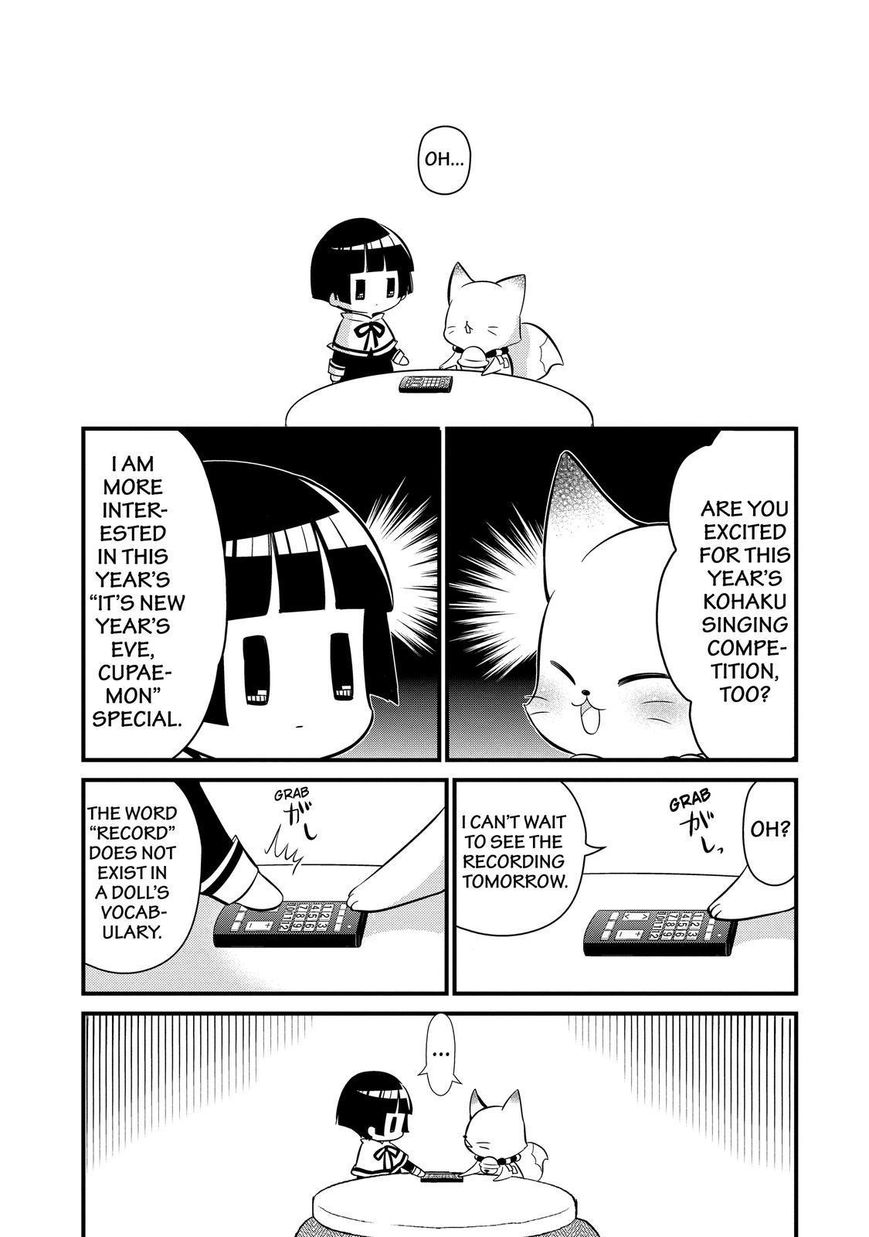 OH...
ARE YOU
EXCITED
FOR THIS
YEAR'S
KOHAKU
SINGING
COMPE-
TITION,
TOO?
I AM
MORE
INTER-
ESTED
IN THIS
YEAR'S
"IT'S NEW
YEAR'S
EVE,
CUPAE-
MON"
SPECIAL.
OH?
GRAB
がしっ
I CAN'T WAIT
TO SEE THE
RECORDING
TOMORROW.
GRAB
がし
THE WORD
"RECORD"
DOES NOT
EXIST IN
A DOLL'S
VOCAB-
ULARY.
...